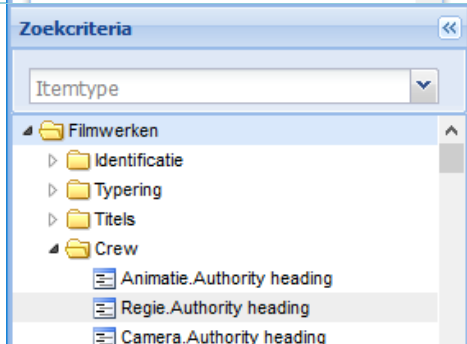 Zoekcriteria
Itemtype
Filmwerken
Identificatie
Typering
Titels
Crew
Animatie.Authority heading
Regie.Authority heading
Camera.Authority heading